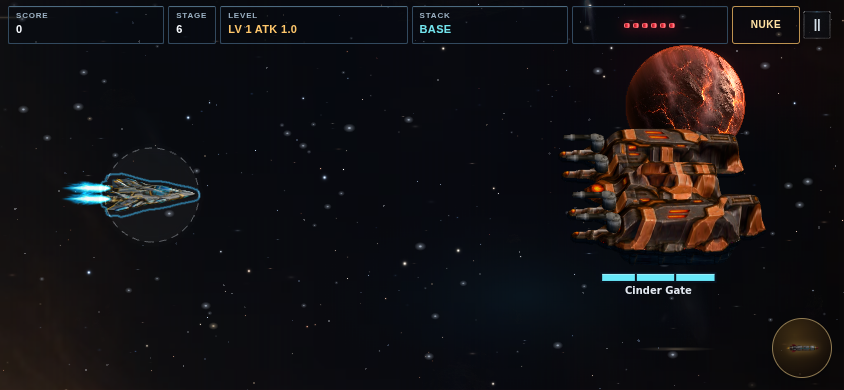 SCORE
0
STAGE
6
LEVEL
LV 1 ATK 1.0
STACK
BASE
NUKE
Cinder Gate